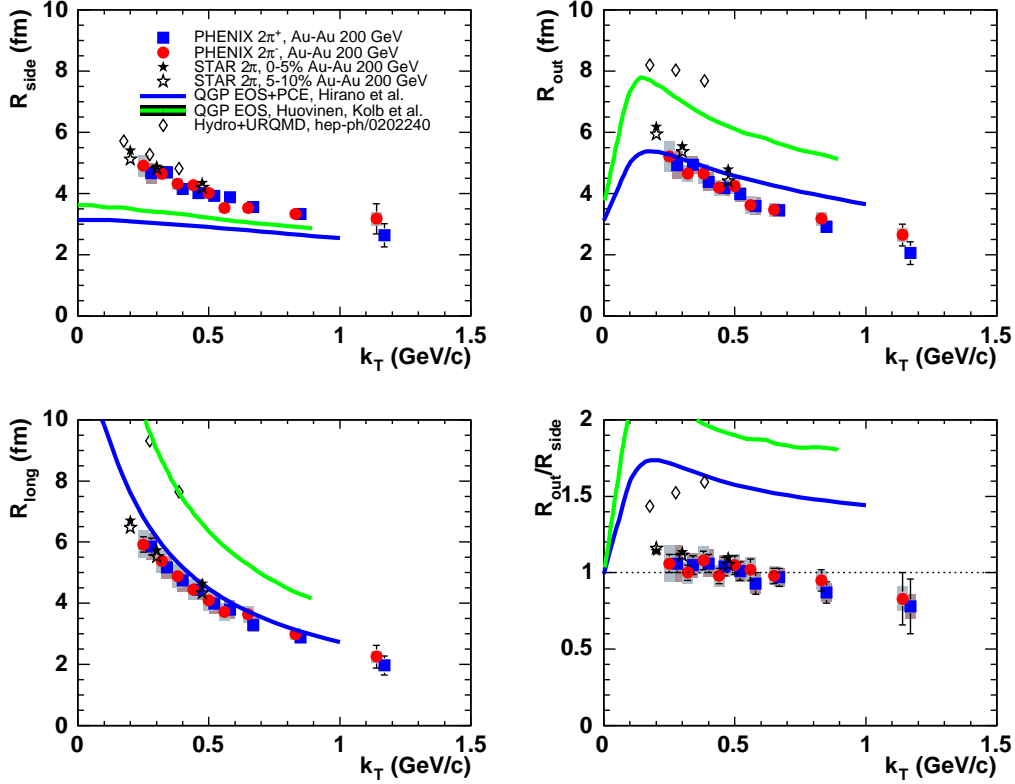 R_side (fm)
10
8
6
4
2
0
0
0.5
1
1.5
k_T (GeV/c)
PHENIX 2π⁺, Au-Au 200 GeV
PHENIX 2π⁻, Au-Au 200 GeV
STAR 2π, 0-5% Au-Au 200 GeV
STAR 2π, 5-10% Au-Au 200 GeV
QGP EOS+PCE, Hirano et al.
QGP EOS, Huovinen, Kolb et al.
Hydro+URQMD, hep-ph/0202240
R_out (fm)
10
8
6
4
2
0
0
0.5
1
1.5
k_T (GeV/c)
R_long (fm)
10
8
6
4
2
0
0
0.5
1
1.5
k_T (GeV/c)
R_out/R_side
2
1.5
1
0.5
0
0
0.5
1
1.5
k_T (GeV/c)